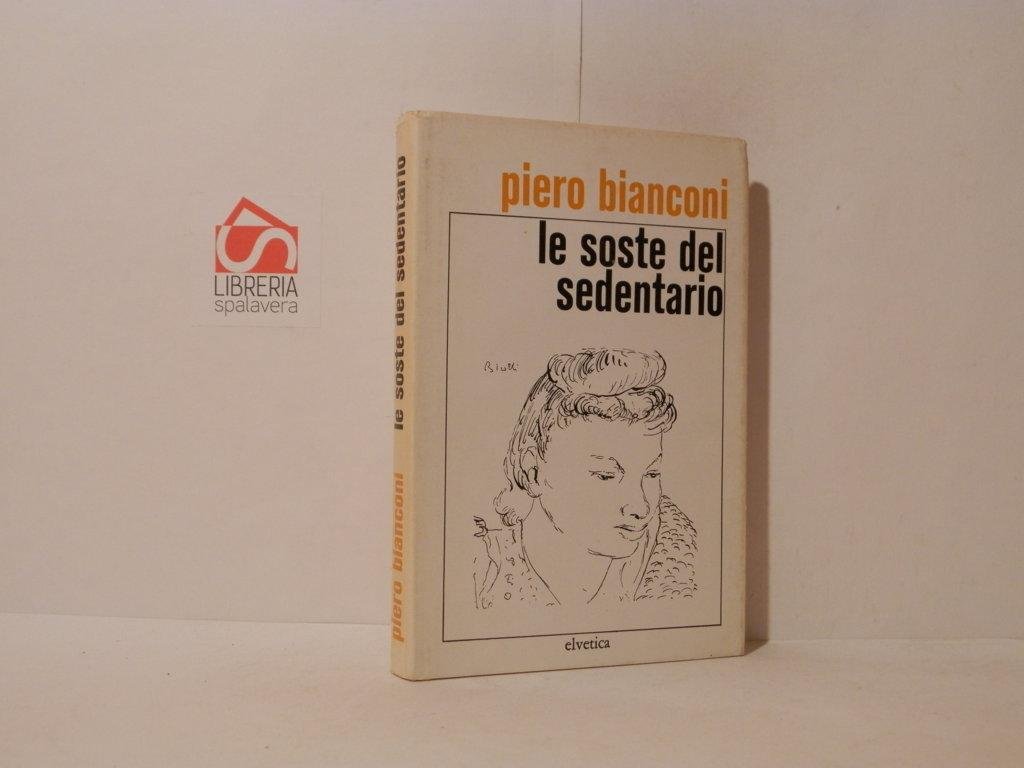 LIBRERIA
spalavera
piero bianconi
le soste del
sedentario
elvetica
piero bianconi le soste del sedentario